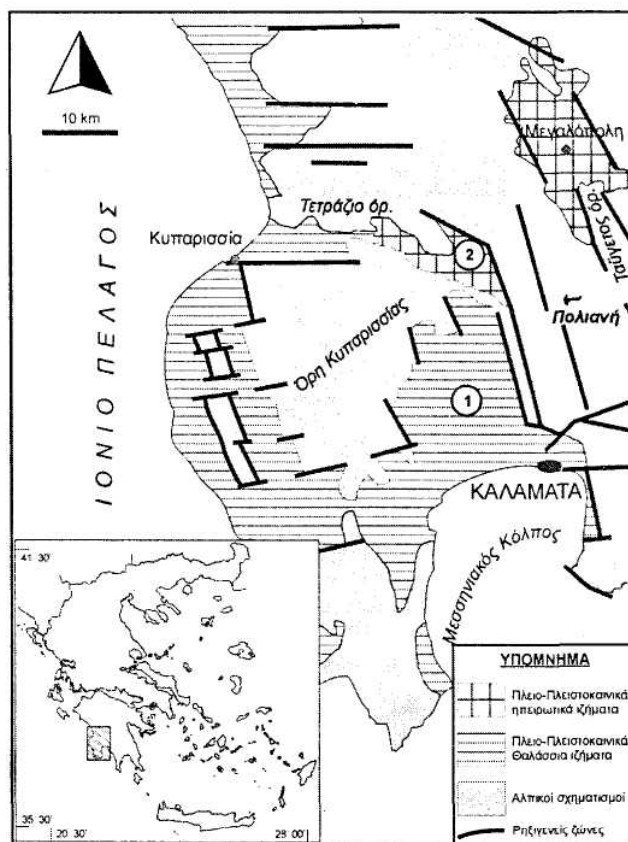 10 km
Μεγαλόπολη
Τετράζιο όρ.
Ταΰγετος όρ.
Κυπαρισσία
2
Πολιανή
Όρη Κυπαρισσίας
ΙΟΝΙΟ ΠΕΛΑΓΟΣ
1
ΚΑΛΑΜΑΤΑ
Μεσσηνιακός Κόλπος
41 30'
35 30'
20 30'
28 00'
ΥΠΟΜΝΗΜΑ
Πλειο-Πλειστοκαινικά
ηπειρωτικά ιζήματα
Πλειο-Πλειστοκαινικά
Θαλάσσια ιζήματα
Αλπικοί σχηματισμοί
Ρηξιγενείς ζώνες